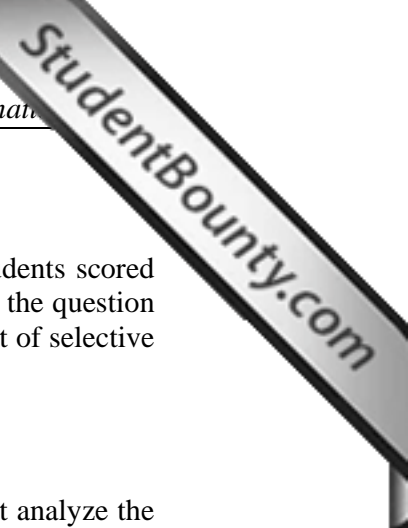 StudentBounty.com
dents scored
the question
t of selective
t analyze the